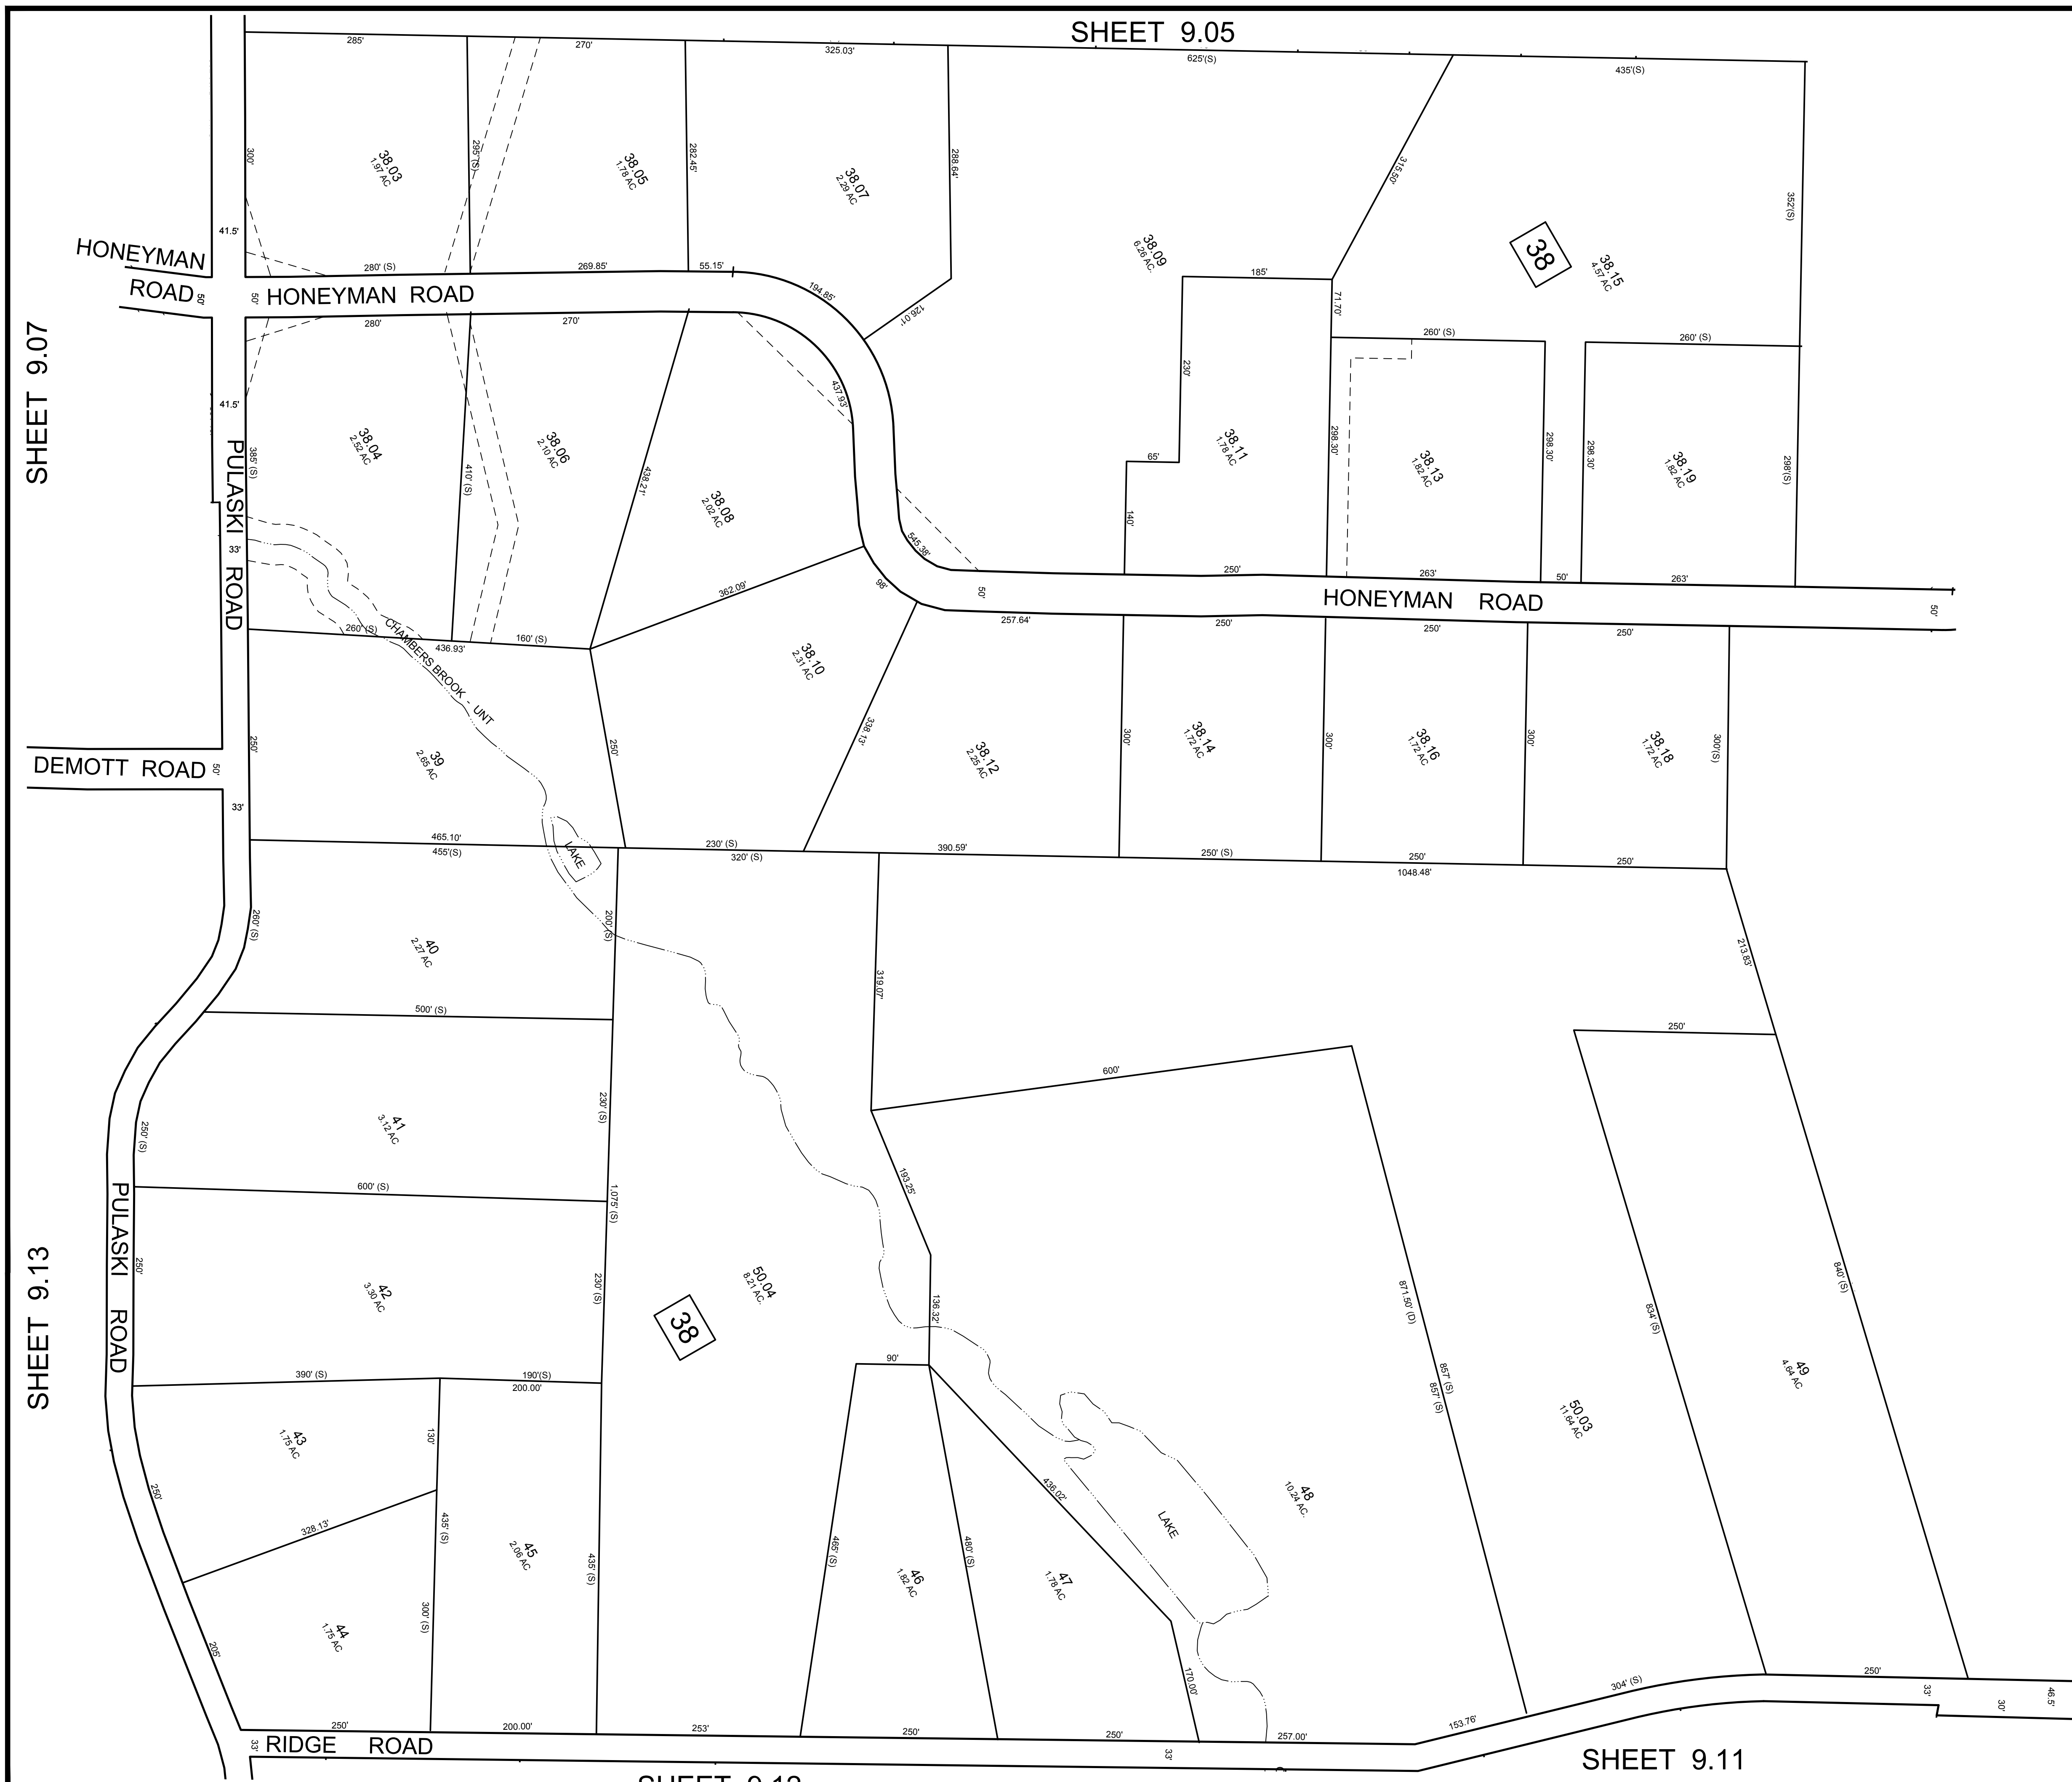 SHEET 9.05
285'
270'
325.03'
625'(S)
435'(S)
300'
38.03
1.97 AC
295' (S)
38.05
1.78 AC
282.45'
38.07
2.29 AC
288.64'
38.09
6.26 AC.
315.50'
38
38.15
4.57 AC
352'(S)
41.5'
HONEYMAN
ROAD
50'
50'
HONEYMAN ROAD
280' (S)
269.85'
55.15'
194.85'
126.01'
185'
71.70'
260' (S)
260' (S)
280'
270'
SHEET 9.07
41.5'
385' (S)
38.04
2.52 AC
410' (S)
38.06
2.10 AC
438.21'
437.93'
38.08
2.02 AC
230'
65'
140'
38.11
1.78 AC
298.30'
38.13
1.82 AC
298.30'
298.30'
38.19
1.82 AC
298'(S)
PULASKI ROAD
33'
545.38'
98'
50'
250'
263'
50'
263'
HONEYMAN ROAD
50'
362.09'
257.64'
250'
250'
250'
260' (S)
436.93'
160' (S)
CHAMBERS BROOK - UNT
38.10
2.31 AC
250'
39
2.65 AC
250'
338.13'
38.12
2.25 AC
300'
38.14
1.72 AC
300'
38.16
1.72 AC
300'
38.18
1.72 AC
300'(S)
DEMOTT ROAD
50'
33'
465.10'
455'(S)
LAKE
230' (S)
320' (S)
390.59'
250' (S)
250'
1048.48'
250'
260' (S)
40
2.27 AC
200' (S)
319.07'
213.83'
500' (S)
250'
600'
250' (S)
41
3.12 AC
230' (S)
600' (S)
1,075' (S)
193.25'
PULASKI ROAD
250'
42
3.30 AC
230' (S)
50.04
8.21 AC.
38
136.32'
871.50' (D)
834' (S)
840' (S)
SHEET 9.13
390' (S)
190'(S)
200.00'
90'
857' (S)
857' (S)
49
4.64 AC
50.03
11.64 AC
43
1.75 AC
130'
250'
328.13'
435' (S)
45
2.06 AC
435' (S)
465' (S)
46
1.82 AC
480' (S)
47
1.78 AC
436.02'
LAKE
48
10.24 AC.
44
1.75 AC
300' (S)
205'
170.00'
304' (S)
250'
33'
30'
46.5'
250'
200.00'
253'
250'
250'
257.00'
153.76'
33'
RIDGE ROAD
33'
SHEET 9.11
SHEET 9.12